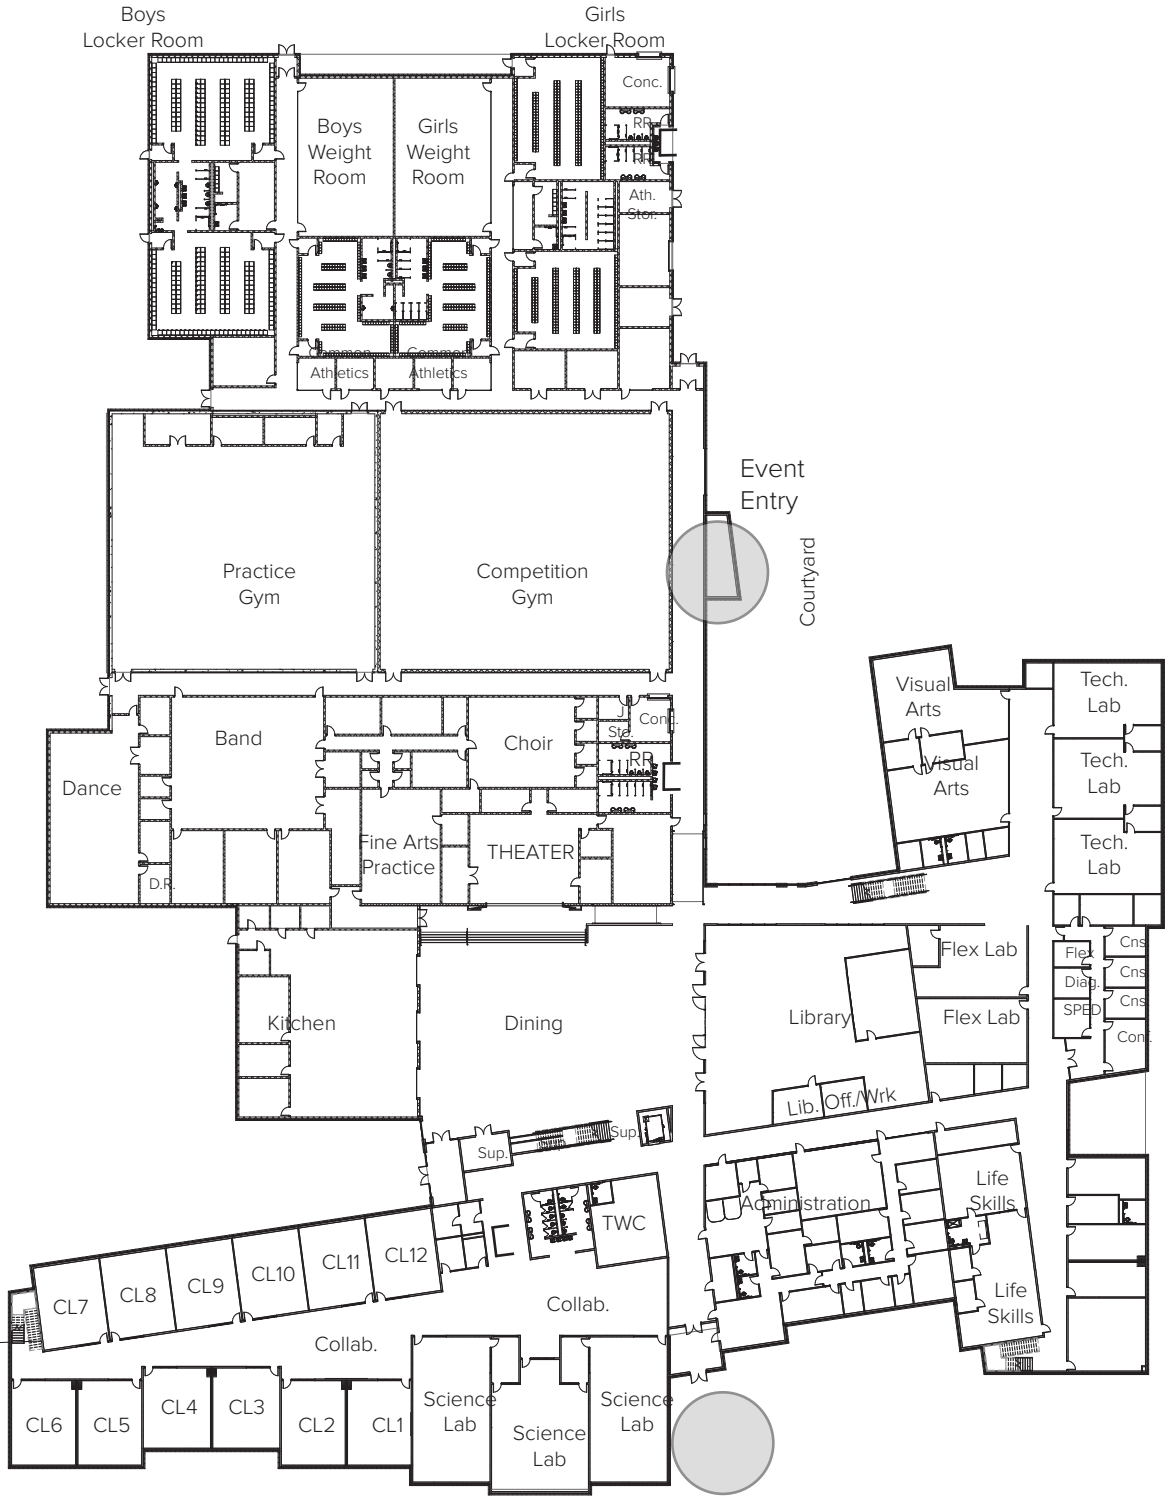 Boys
Locker Room
Girls
Locker Room
Conc.
Boys
Weight
Room
Girls
Weight
Room
RR
RR
Ath.
Stor.
Common
Athletics
Common
Athletics
Event
Entry
Courtyard
Practice
Gym
Competition
Gym
Visual
Arts
Tech.
Lab
Band
Choir
J.
Sto.
Conc.
RR
Dance
Visual
Arts
Tech.
Lab
Fine Arts
Practice
THEATER
Tech.
Lab
D.R.
Flex Lab
Flex
Cns
Diag.
Cns
SPED
Cns
Conf.
Kitchen
Dining
Library
Flex Lab
Lib. Off./Wrk
Sup.
Sup.
Administration
Life
Skills
TWC
CL7
CL8
CL9
CL10
CL11
CL12
Collab.
Life
Skills
Collab.
CL6
CL5
CL4
CL3
CL2
CL1
Science
Lab
Science
Lab
Science
Lab